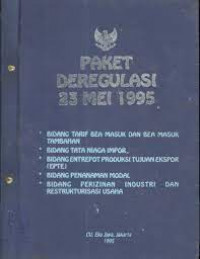 PAKET
DEREGULASI
23 MEI 1995
* BIDANG TARIF BEA MASUK DAN BEA MASUK
TAMBAHAN
* BIDANG TATA NIAGA IMPOR
* BIDANG ENTREPOT PRODUKSI TUJUAN EKSPOR
(EPTE)
* BIDANG PENANAMAN MODAL
* BIDANG PERIZINAN INDUSTRI DAN
RESTRUKTURISASI USAHA
Jakarta
1995